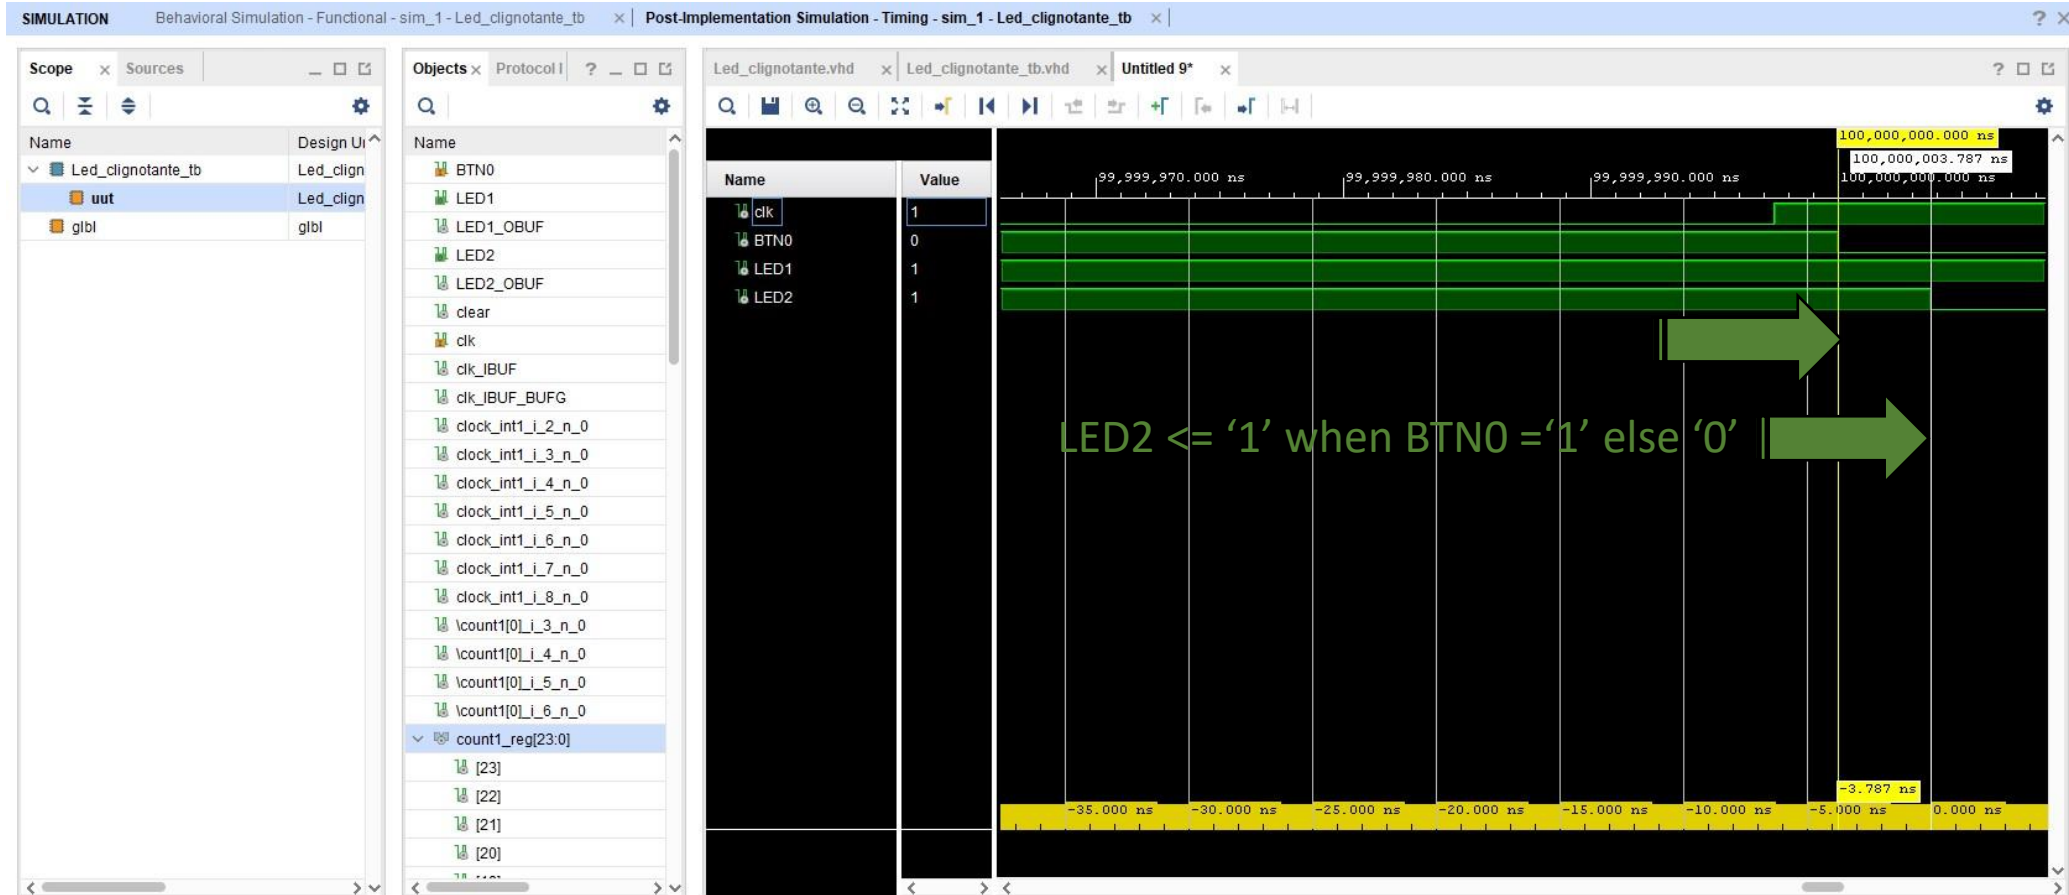 SIMULATION Behavioral Simulation - Functional - sim_1 - Led_clignotante_tb × Post-Implementation Simulation - Timing - sim_1 - Led_clignotante_tb × ? ×
Scope × Sources
Name Design Ui
Led_clignotante_tb Led_clign
uut Led_clign
glbl glbl
Objects × Protocol I ?
Name
BTN0
LED1
LED1_OBUF
LED2
LED2_OBUF
clear
clk
clk_IBUF
clk_IBUF_BUFG
clock_int1_i_2_n_0
clock_int1_i_3_n_0
clock_int1_i_4_n_0
clock_int1_i_5_n_0
clock_int1_i_6_n_0
clock_int1_i_7_n_0
clock_int1_i_8_n_0
\count1[0]_i_3_n_0
\count1[0]_i_4_n_0
\count1[0]_i_5_n_0
\count1[0]_i_6_n_0
count1_reg[23:0]
[23]
[22]
[21]
[20]
Led_clignotante.vhd × Led_clignotante_tb.vhd × Untitled 9* × ?
Name Value
clk 1
BTN0 0
LED1 1
LED2 1
100,000,000.000 ns
100,000,003.787 ns
99,999,970.000 ns 99,999,980.000 ns 99,999,990.000 ns 100,000,000.000 ns
LED2 <= ‘1’ when BTN0 =‘1’ else ‘0’
-3.787 ns
-35.000 ns -30.000 ns -25.000 ns -20.000 ns -15.000 ns -10.000 ns -5.000 ns 0.000 ns